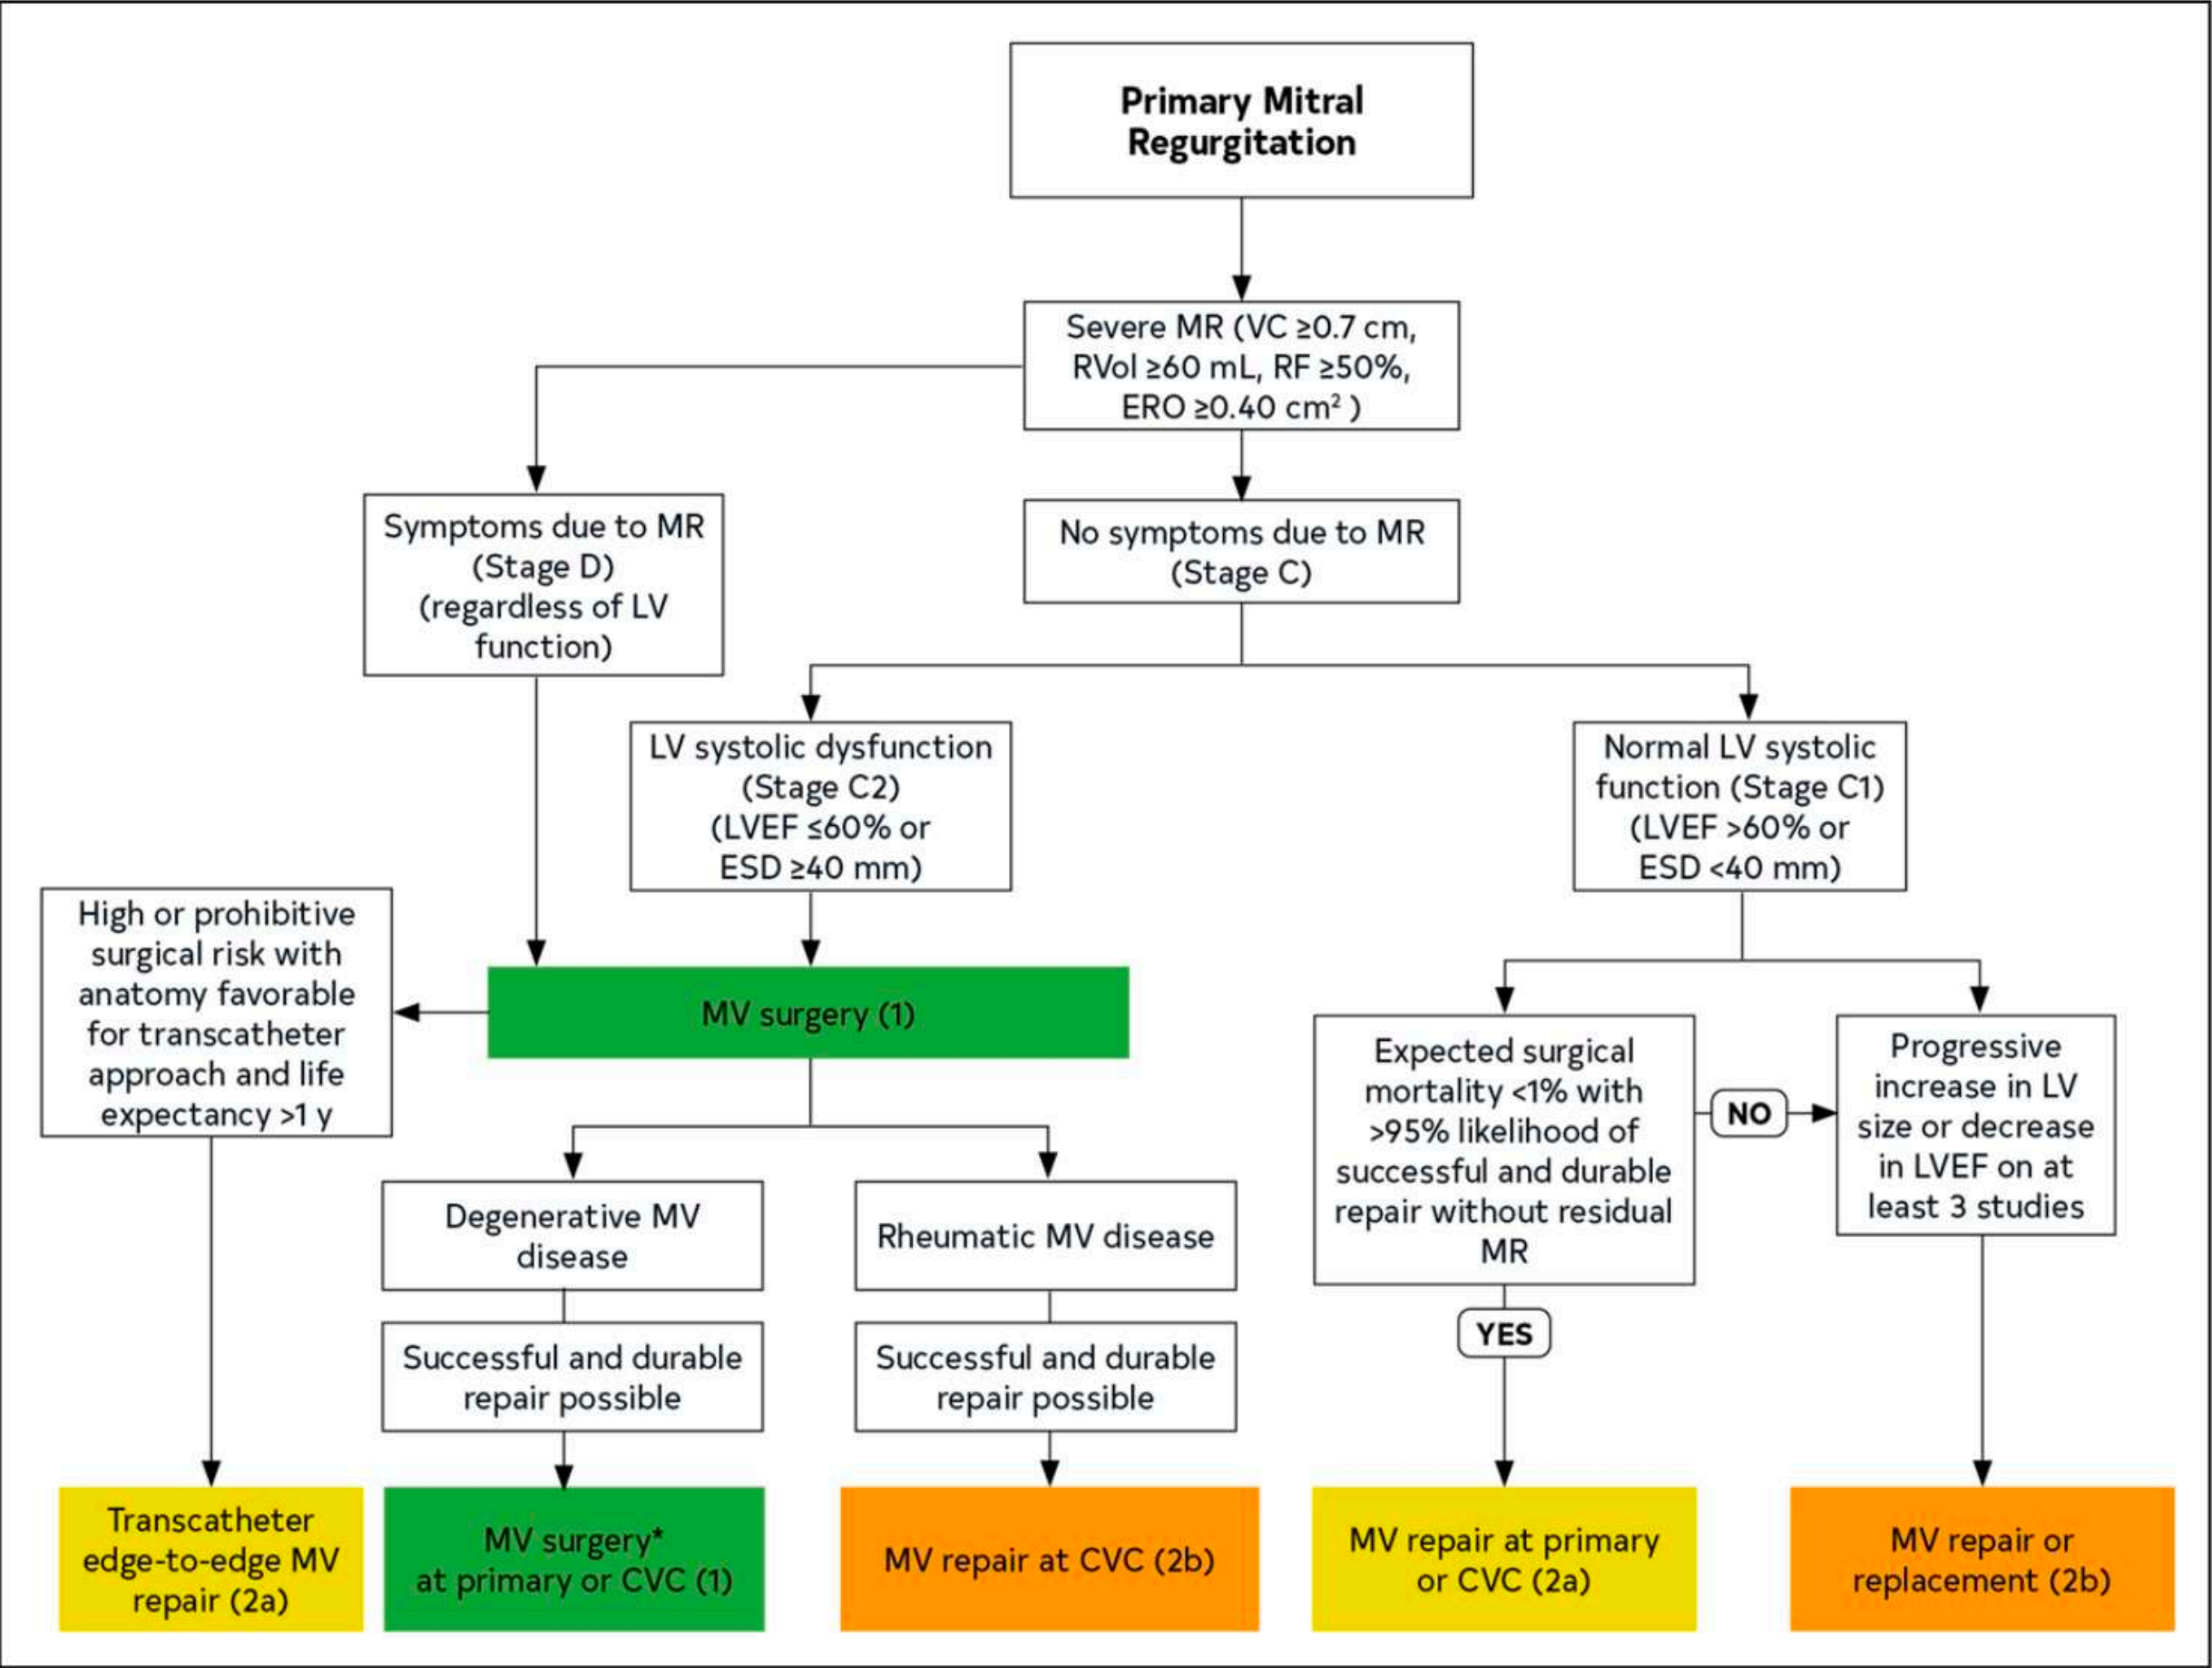 Primary Mitral
Regurgitation
Severe MR (VC ≥0.7 cm,
RVol ≥60 mL, RF ≥50%,
ERO ≥0.40 cm² )
Symptoms due to MR
(Stage D)
(regardless of LV
function)
No symptoms due to MR
(Stage C)
LV systolic dysfunction
(Stage C2)
(LVEF ≤60% or
ESD ≥40 mm)
Normal LV systolic
function (Stage C1)
(LVEF >60% or
ESD <40 mm)
High or prohibitive
surgical risk with
anatomy favorable
for transcatheter
approach and life
expectancy >1 y
MV surgery (1)
Expected surgical
mortality <1% with
>95% likelihood of
successful and durable
repair without residual
MR
NO
Progressive
increase in LV
size or decrease
in LVEF on at
least 3 studies
Degenerative MV
disease
Rheumatic MV disease
Successful and durable
repair possible
Successful and durable
repair possible
YES
Transcatheter
edge-to-edge MV
repair (2a)
MV surgery*
at primary or CVC (1)
MV repair at CVC (2b)
MV repair at primary
or CVC (2a)
MV repair or
replacement (2b)